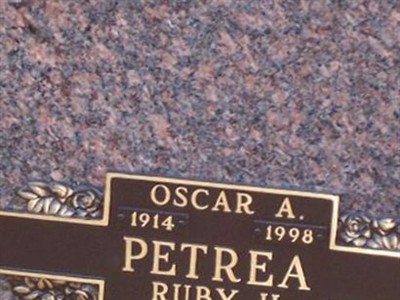 OSCAR A.
1914 1998
PETREA
RUBY